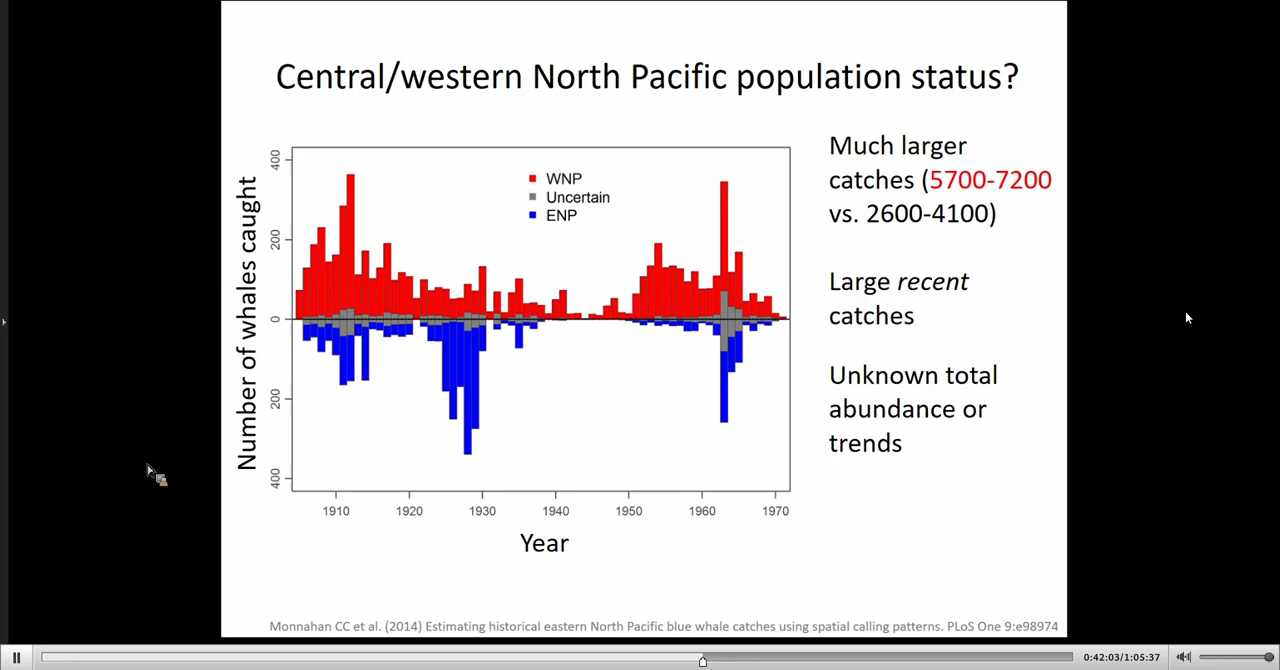 Central/western North Pacific population status?
Number of whales caught
400
200
0
200
400
WNP
Uncertain
ENP
1910 1920 1930 1940 1950 1960 1970
Year
Much larger
catches (5700-7200
vs. 2600-4100)
Large recent
catches
Unknown total
abundance or
trends
Monnahan CC et al. (2014) Estimating historical eastern North Pacific blue whale catches using spatial calling patterns. PLoS One 9:e98974
0:42:03/1:05:37